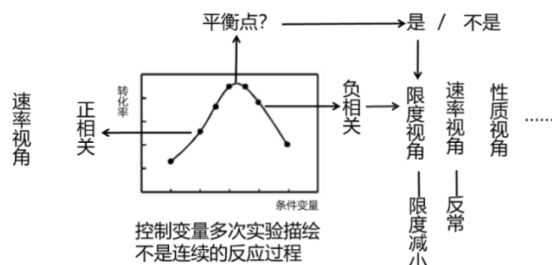 平衡点？
是 / 不是
速率视角
正相关
转化率
负相关
限度视角
速率视角
性质视角
……
条件变量
控制变量多次实验描绘
不是连续的反应过程
限度减小
反常